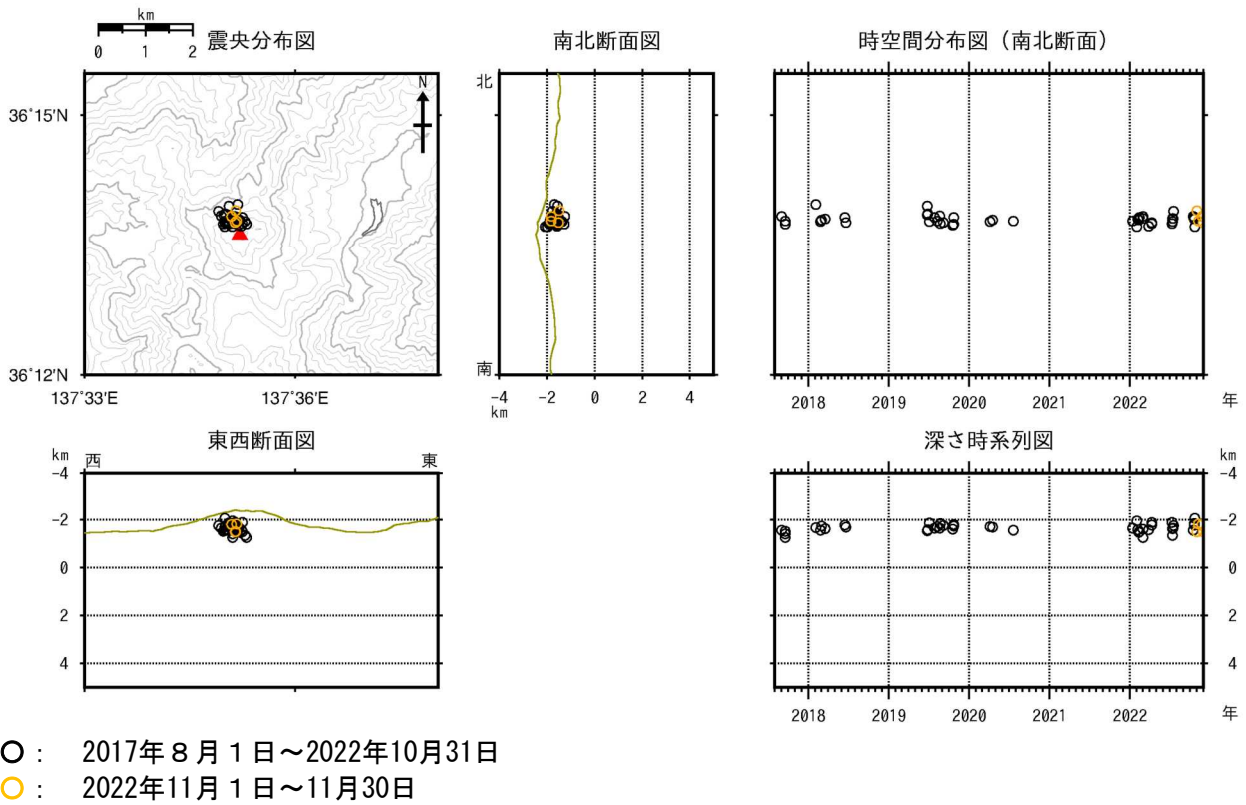 km
0 1 2
震央分布図
南北断面図
時空間分布図（南北断面）
N
36°15'N
36°12'N
137°33'E
137°36'E
北
南
-4 -2 0 2 4
km
2018 2019 2020 2021 2022 年
東西断面図
km
西
東
-4
-2
0
2
4
深さ時系列図
km
-4
-2
0
2
4
2018 2019 2020 2021 2022 年
： 2017年８月１日～2022年10月31日
： 2022年11月１日～11月30日